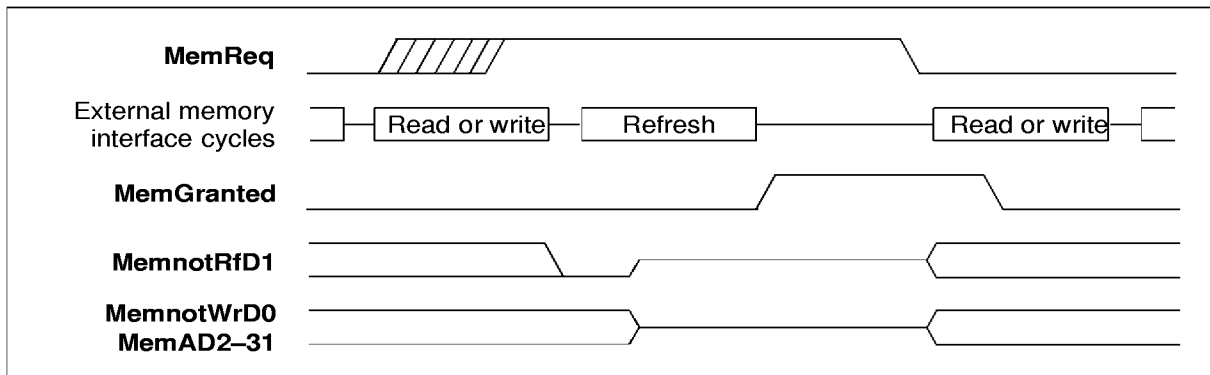 MemReq
External memory
interface cycles
Read or write
Refresh
Read or write
MemGranted
MemnotRfD1
MemnotWrD0
MemAD2–31